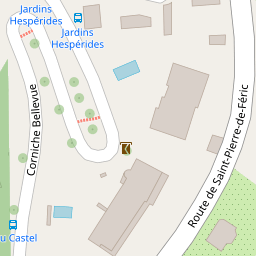 Jardins
Hespérides
Jardins
Hespérides
Corniche Bellevue
Route de Saint-Pierre-de-Féric
u Castel